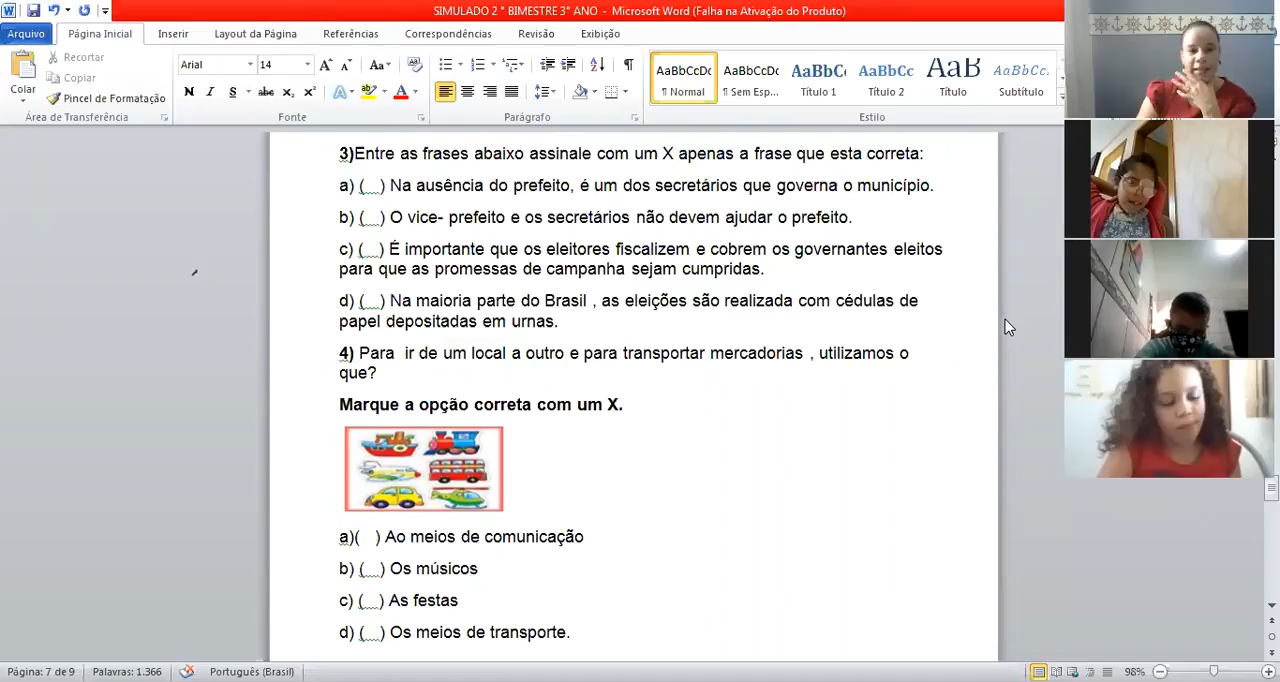 SIMULADO 2 ° BIMESTRE 3° ANO - Microsoft Word (Falha na Ativação do Produto)
Arquivo Página Inicial Inserir Layout da Página Referências Correspondências Revisão Exibição
Recortar
Copiar
Colar
Pincel de Formatação
Arial 14 Aa
N I S abc x₂ x² A A
AaBbCcDc AaBbCcDc AaBbC AaBbCc AaB AaBbCc.
¶ Normal ¶ Sem Esp... Título 1 Título 2 Título Subtítulo
Área de Transferência Fonte Parágrafo Estilo
3)Entre as frases abaixo assinale com um X apenas a frase que esta correta:
a) (__) Na ausência do prefeito, é um dos secretários que governa o município.
b) (__) O vice- prefeito e os secretários não devem ajudar o prefeito.
c) (__) É importante que os eleitores fiscalizem e cobrem os governantes eleitos
para que as promessas de campanha sejam cumpridas.
d) (__) Na maioria parte do Brasil , as eleições são realizada com cédulas de
papel depositadas em urnas.
4) Para ir de um local a outro e para transportar mercadorias , utilizamos o
que?
Marque a opção correta com um X.
a)( ) Ao meios de comunicação
b) (__) Os músicos
c) (__) As festas
d) (__) Os meios de transporte.
Página: 7 de 9 Palavras: 1.366 Português (Brasil) 98%